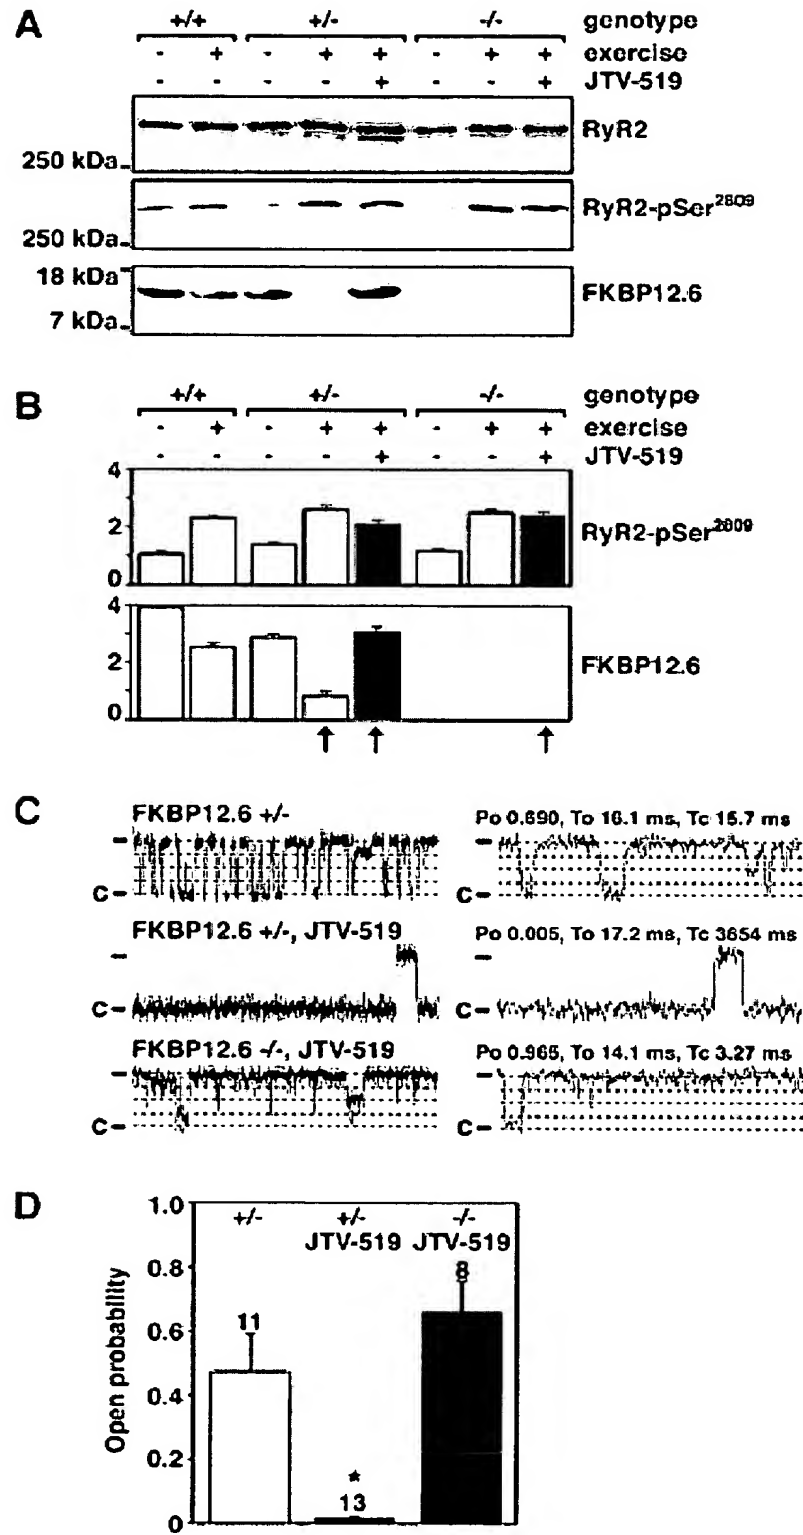 A
+/+ +/- -/- genotype
- + - + + - + + exercise
- - - - + - - + JTV-519
RyR2
250 kDa
RyR2-pSer2809
250 kDa
18 kDa
FKBP12.6
7 kDa
B
+/+ +/- -/- genotype
- + - + + - + + exercise
- - - - + - - + JTV-519
4
2
0
RyR2-pSer2809
4
2
0
FKBP12.6
C
FKBP12.6 +/- Po 0.690, To 16.1 ms, Tc 15.7 ms
C C
FKBP12.6 +/-, JTV-519 Po 0.005, To 17.2 ms, Tc 3654 ms
C C
FKBP12.6 -/-, JTV-519 Po 0.965, To 14.1 ms, Tc 3.27 ms
C C
D
Open probability
1.0
0.8
0.6
0.4
0.2
0
+/- +/- -/-
JTV-519 JTV-519
11 13 8
*